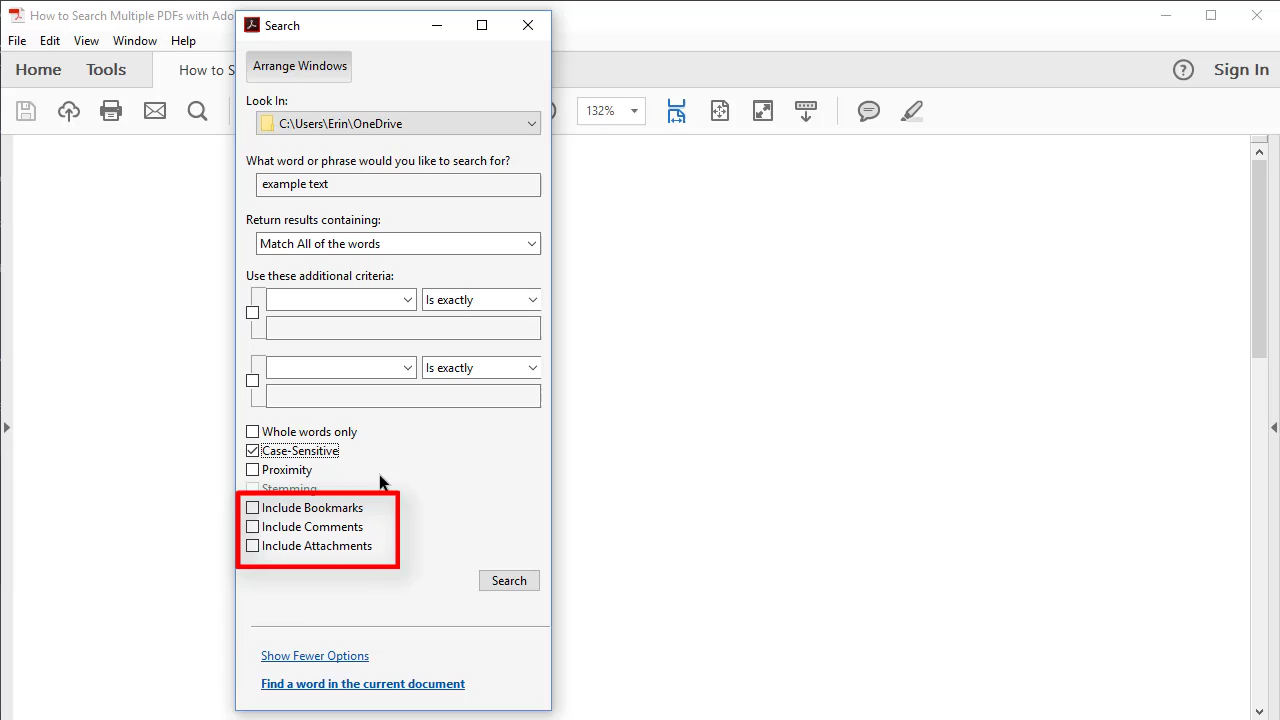 How to Search Multiple PDFs with Ado
Search
File Edit View Window Help
Arrange Windows
Home Tools How to S Sign In
Look In:
132%
C:\Users\Erin\OneDrive
What word or phrase would you like to search for?
example text
Return results containing:
Match All of the words
Use these additional criteria:
Is exactly
Is exactly
Whole words only
Case-Sensitive
Proximity
Stemming
Include Bookmarks
Include Comments
Include Attachments
Search
Show Fewer Options
Find a word in the current document